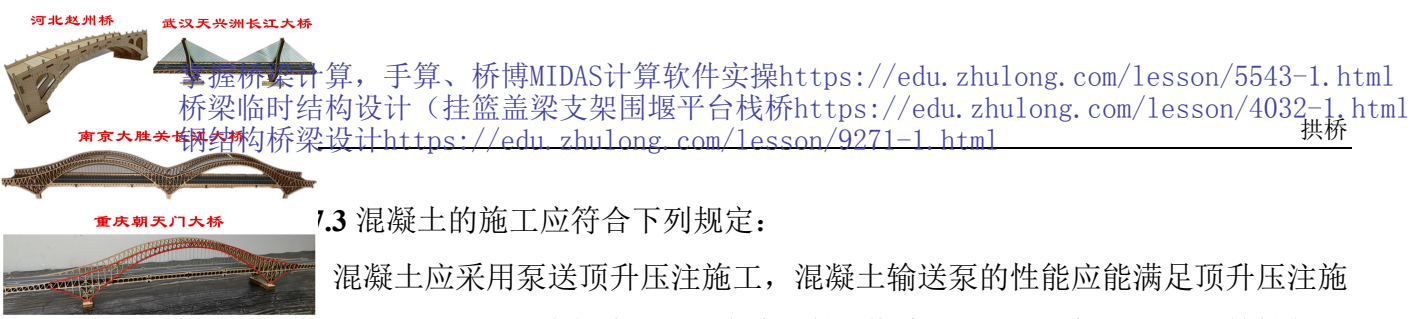 河北赵州桥
武汉天兴洲长江大桥
掌握桥梁计算，手算、桥博MIDAS计算软件实操https://edu.zhulong.com/lesson/5543-1.html
桥梁临时结构设计（挂篮盖梁支架围堰平台栈桥https://edu.zhulong.com/lesson/4032-1.html
南京大胜关长江大桥
钢结构桥梁设计https://edu.zhulong.com/lesson/9271-1.html
拱桥
重庆朝天门大桥
7.3 混凝土的施工应符合下列规定：
混凝土应采用泵送顶升压注施工，混凝土输送泵的性能应能满足顶升压注施